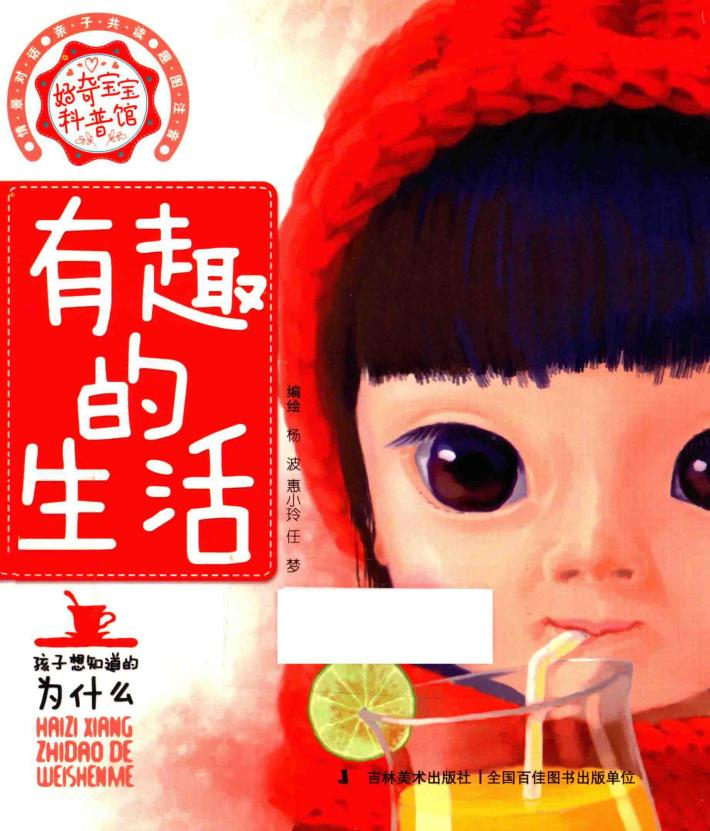 情·景·对·话●亲·子·共·读●趣·图·注·音
好奇宝宝
科普馆
有趣
的
生活
编绘 杨波 惠小玲 任梦
孩子想知道的
为什么
HAIZI XIANG
ZHIDAO DE
WEISHENME
吉林美术出版社 | 全国百佳图书出版单位